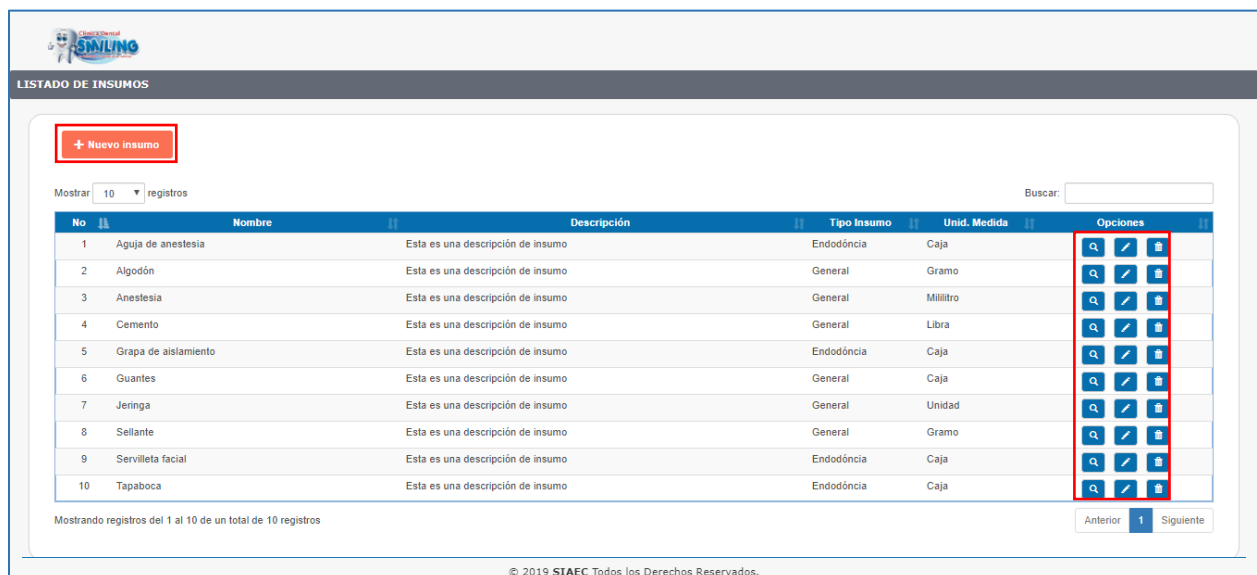 Clínica Dental
SMILING
LISTADO DE INSUMOS
+ Nuevo insumo
Mostrar 10 registros Buscar:
No Nombre Descripción Tipo Insumo Unid. Medida Opciones
1 Aguja de anestesia Esta es una descripción de insumo Endodóncia Caja
2 Algodón Esta es una descripción de insumo General Gramo
3 Anestesia Esta es una descripción de insumo General Mililitro
4 Cemento Esta es una descripción de insumo General Libra
5 Grapa de aislamiento Esta es una descripción de insumo Endodóncia Caja
6 Guantes Esta es una descripción de insumo General Caja
7 Jeringa Esta es una descripción de insumo General Unidad
8 Sellante Esta es una descripción de insumo General Gramo
9 Servilleta facial Esta es una descripción de insumo Endodóncia Caja
10 Tapaboca Esta es una descripción de insumo Endodóncia Caja
Mostrando registros del 1 al 10 de un total de 10 registros Anterior 1 Siguiente
© 2019 SIAEC Todos los Derechos Reservados.